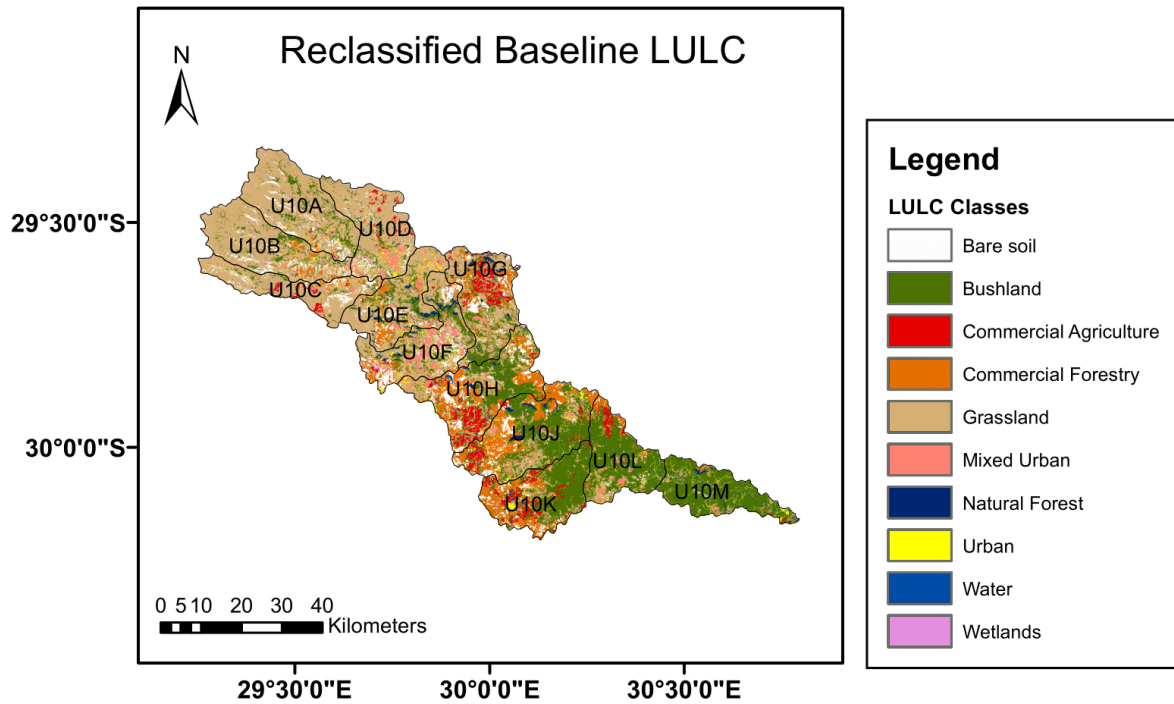 Reclassified Baseline LULC
N
29°30'0"S
30°0'0"S
U10A
U10D
U10B
U10G
U10C
U10E
U10F
U10H
U10J
U10L
U10M
U10K
0 5 10 20 30 40
Kilometers
29°30'0"E 30°0'0"E 30°30'0"E
Legend
LULC Classes
Bare soil
Bushland
Commercial Agriculture
Commercial Forestry
Grassland
Mixed Urban
Natural Forest
Urban
Water
Wetlands